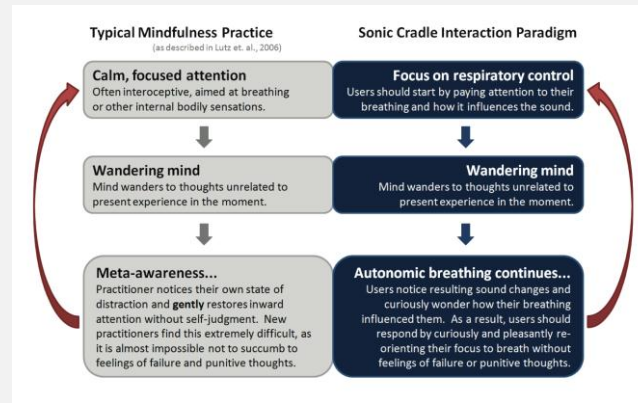 Typical Mindfulness Practice
(as described in Lutz et. al., 2006)
Calm, focused attention
Often interoceptive, aimed at breathing
or other internal bodily sensations.
Wandering mind
Mind wanders to thoughts unrelated to
present experience in the moment.
Meta-awareness...
Practitioner notices their own state of
distraction and gently restores inward
attention without self-judgment. New
practitioners find this extremely difficult, as
it is almost impossible not to succumb to
feelings of failure and punitive thoughts.
Sonic Cradle Interaction Paradigm
Focus on respiratory control
Users should start by paying attention to their
breathing and how it influences the sound.
Wandering mind
Mind wanders to thoughts unrelated to
present experience in the moment.
Autonomic breathing continues...
Users notice resulting sound changes and
curiously wonder how their breathing
influenced them. As a result, users should
respond by curiously and pleasantly re-
orienting their focus to breath without
feelings of failure or punitive thoughts.